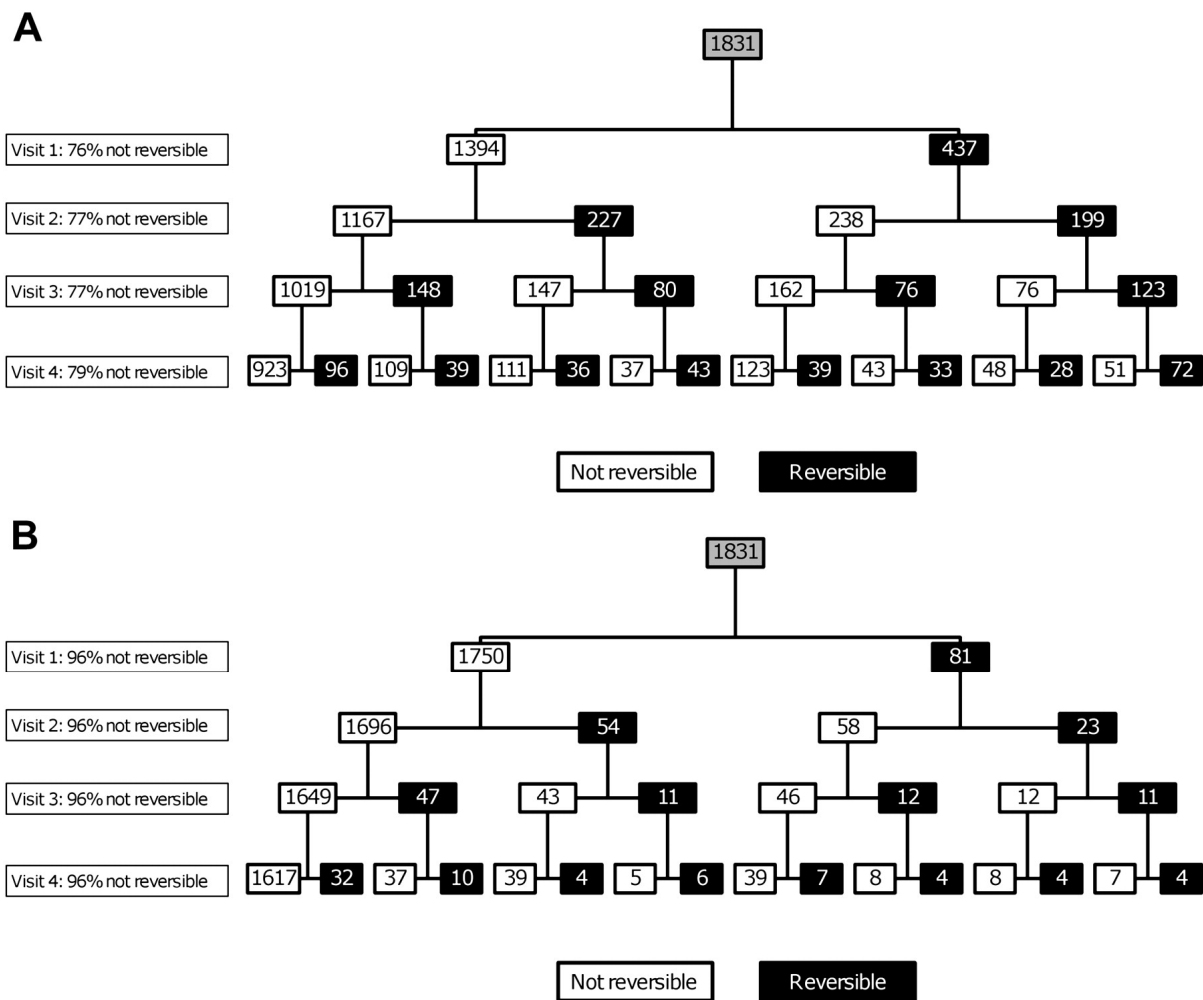 A
1831
Visit 1: 76% not reversible
1394 437
Visit 2: 77% not reversible
1167 227 238 199
Visit 3: 77% not reversible
1019 148 147 80 162 76 76 123
Visit 4: 79% not reversible
923 96 109 39 111 36 37 43 123 39 43 33 48 28 51 72
Not reversible Reversible
B
1831
Visit 1: 96% not reversible
1750 81
Visit 2: 96% not reversible
1696 54 58 23
Visit 3: 96% not reversible
1649 47 43 11 46 12 12 11
Visit 4: 96% not reversible
1617 32 37 10 39 4 5 6 39 7 8 4 8 4 7 4
Not reversible Reversible